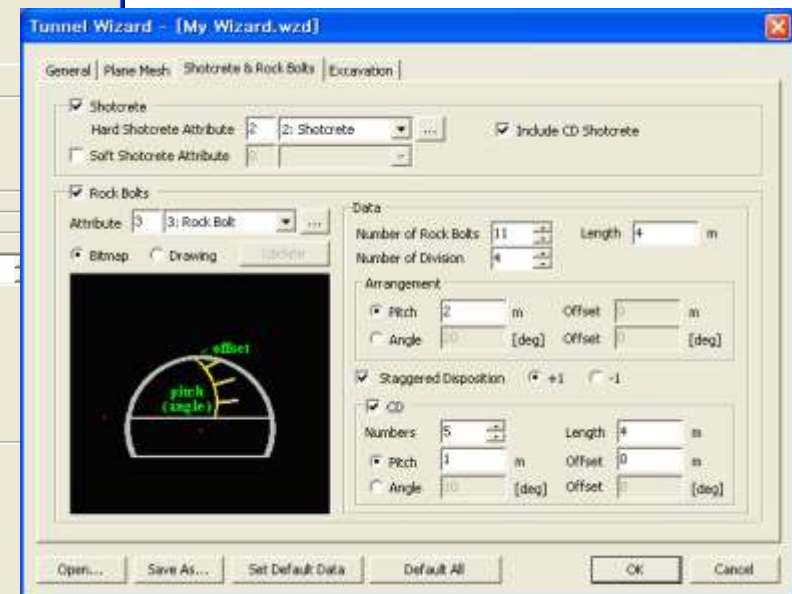 Tunnel Wizard - [My Wizard.wzd]
General Plane Mesh Shotcrete & Rock Bolts Excavation
Shotcrete
Hard Shotcrete Attribute 2 2: Shotcrete ... Include CD Shotcrete
Soft Shotcrete Attribute 0
Rock Bolts
Attribute 3 3: Rock Bolt ...
Bitmap Drawing Update
offset
pitch
(angle)
Data
Number of Rock Bolts 11 Length 4 m
Number of Division 4
Arrangement
Pitch 2 m Offset 0 m
Angle [deg] Offset 0 [deg]
Staggered Disposition +1 -1
CD
Numbers 5 Length 4 m
Pitch 1 m Offset 0 m
Angle [deg] Offset 0 [deg]
Open... Save As... Set Default Data Default All OK Cancel